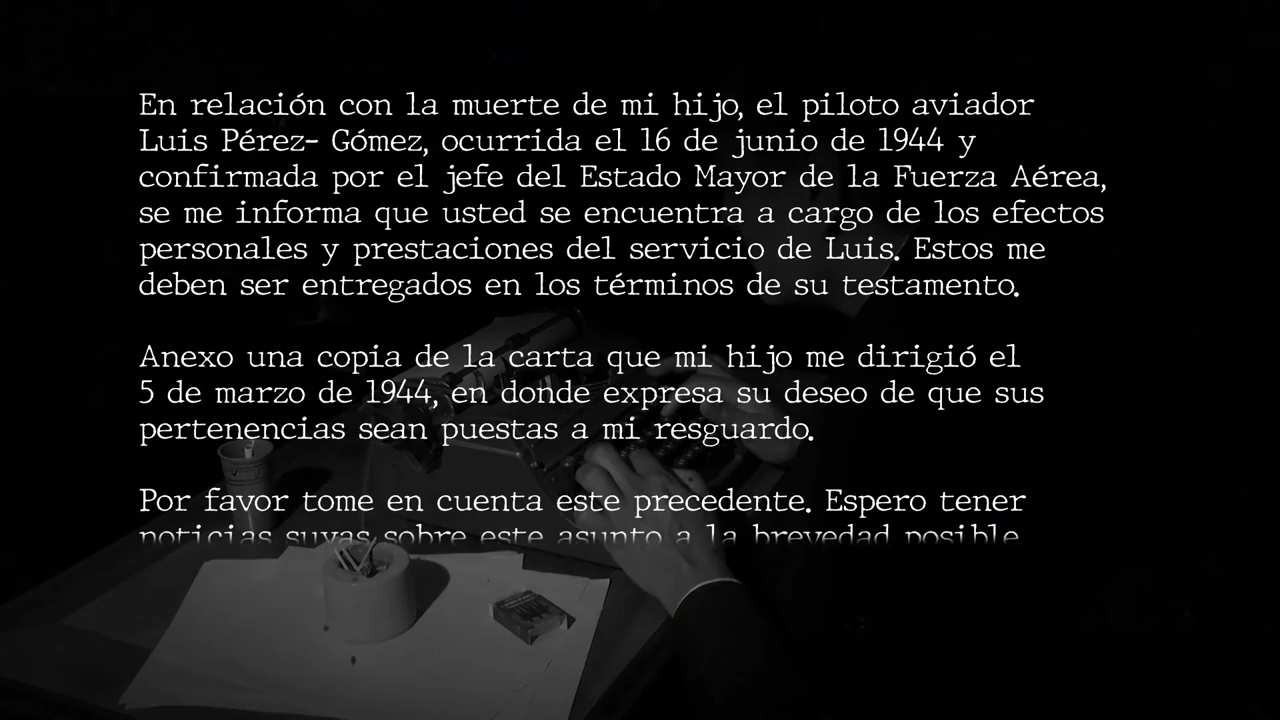 En relación con la muerte de mi hijo, el piloto aviador
Luis Pérez- Gómez, ocurrida el 16 de junio de 1944 y
confirmada por el jefe del Estado Mayor de la Fuerza Aérea,
se me informa que usted se encuentra a cargo de los efectos
personales y prestaciones del servicio de Luis. Estos me
deben ser entregados en los términos de su testamento.
Anexo una copia de la carta que mi hijo me dirigió el
5 de marzo de 1944, en donde expresa su deseo de que sus
pertenencias sean puestas a mi resguardo.
Por favor tome en cuenta este precedente. Espero tener
noticias suyas sobre este asunto a la brevedad posible